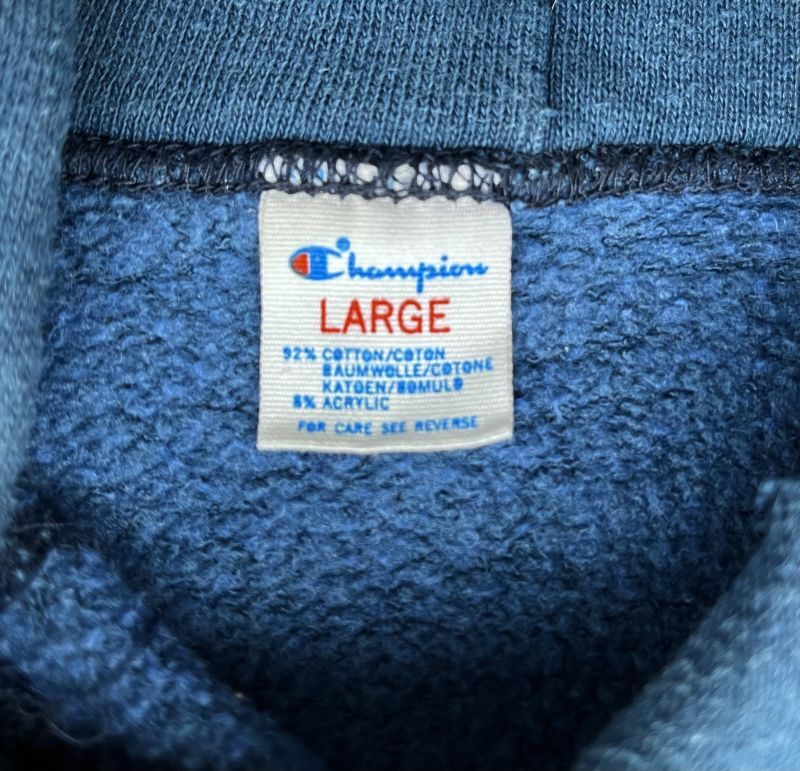 Champion
LARGE
92% COTTON/COTON
BAUMWOLLE/COTONE
KATOEN/BOMULD
8% ACRYLIC
FOR CARE SEE REVERSE